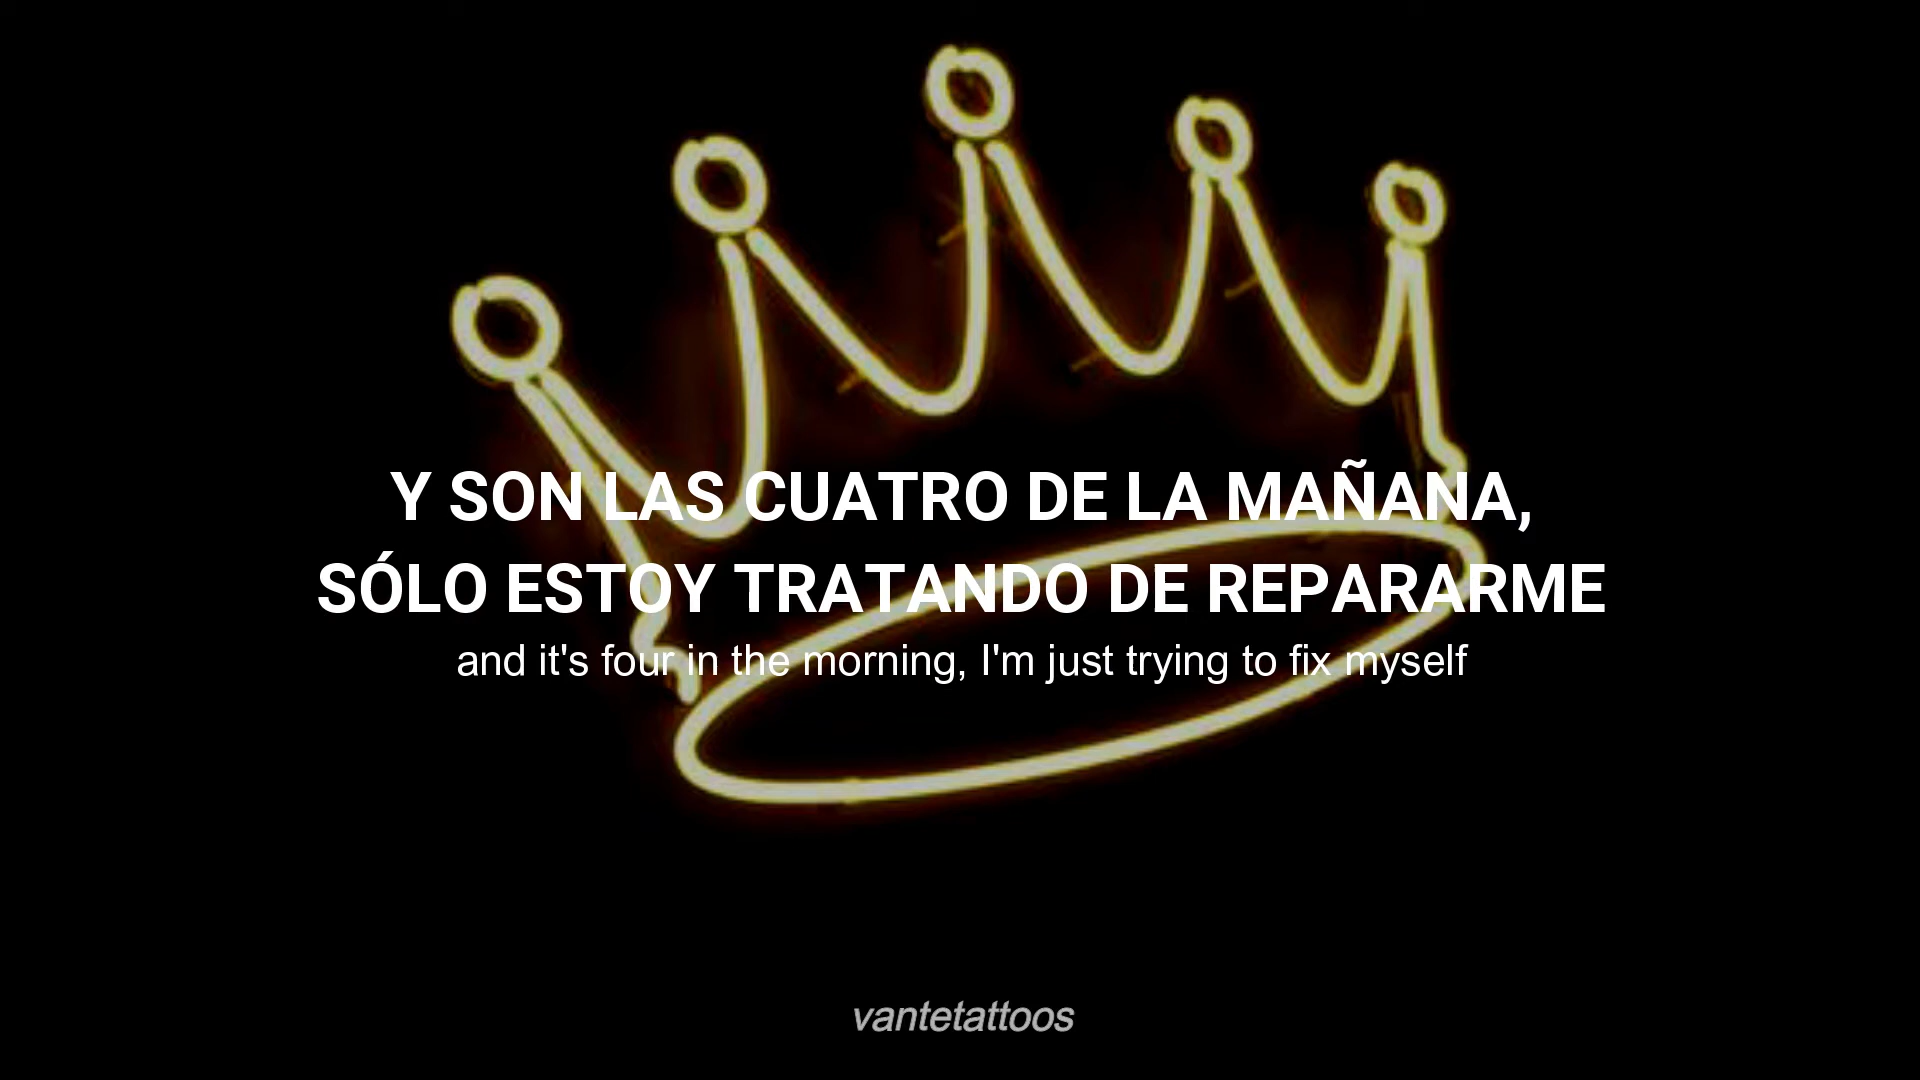 Y SON LAS CUATRO DE LA MAÑANA,
SÓLO ESTOY TRATANDO DE REPARARME
and it's four in the morning, I'm just trying to fix myself
vantetattoos